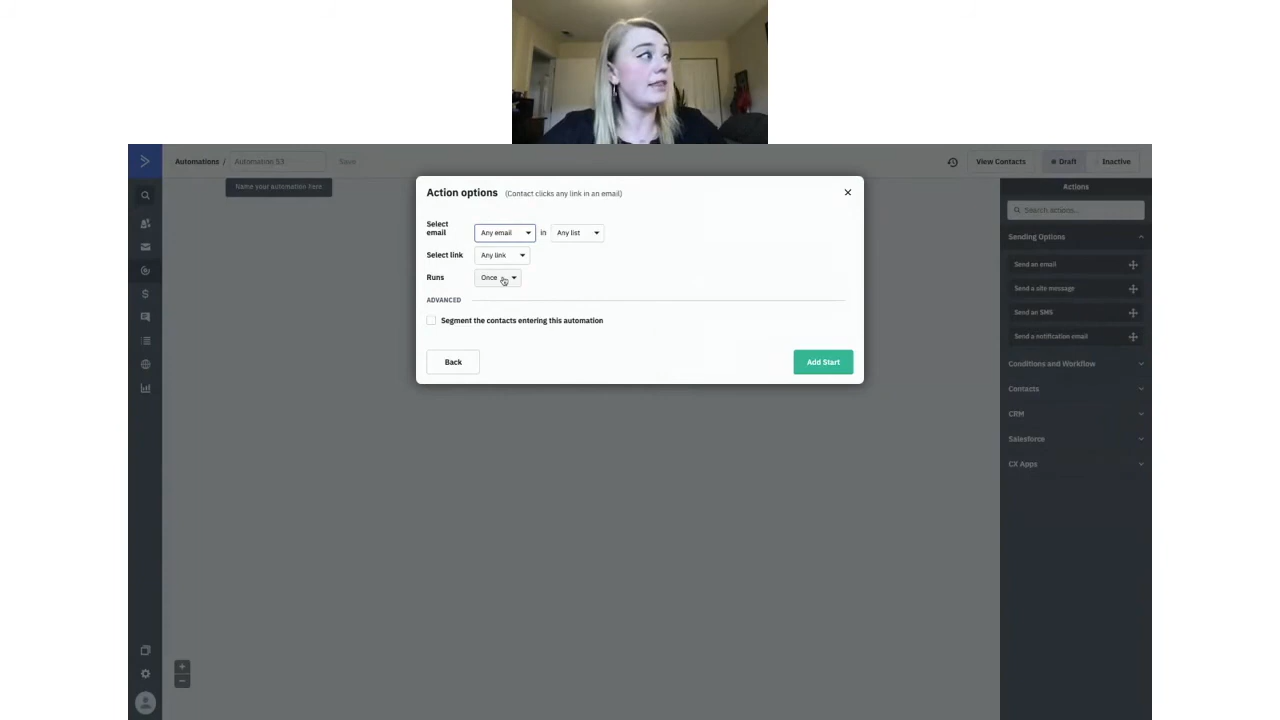 Automations / Automation 53 Save View Contacts Draft Inactive
Name your automation here
Action options (Contact clicks any link in an email)
Select email Any email in Any list
Select link Any link
Runs Once
ADVANCED
Segment the contacts entering this automation
Back Add Start
Actions
Search actions...
Sending Options
Send an email
Send a site message
Send an SMS
Send a notification email
Conditions and Workflow
Contacts
CRM
Salesforce
CX Apps